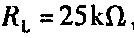 R_L = 25kΩ,